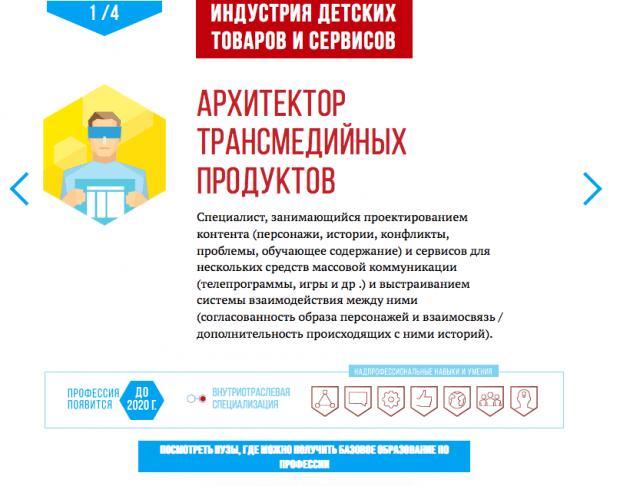 1 /4
ИНДУСТРИЯ ДЕТСКИХ
ТОВАРОВ И СЕРВИСОВ
АРХИТЕКТОР
ТРАНСМЕДИЙНЫХ
ПРОДУКТОВ
Специалист, занимающийся проектированием
контента (персонажи, истории, конфликты,
проблемы, обучающее содержание) и сервисов для
нескольких средств массовой коммуникации
(телепрограммы, игры и др .) и выстраиванием
системы взаимодействия между ними
(согласованность образа персонажей и взаимосвязь /
дополнительность происходящих с ними историй).
НАДПРОФЕССИОНАЛЬНЫЕ НАВЫКИ И УМЕНИЯ
ПРОФЕССИЯ
ПОЯВИТСЯ
ДО
2020 Г.
ВНУТРИОТРАСЛЕВАЯ
СПЕЦИАЛИЗАЦИЯ
ПОСМОТРЕТЬ ВУЗЫ, ГДЕ МОЖНО ПОЛУЧИТЬ БАЗОВОЕ ОБРАЗОВАНИЕ ПО
ПРОФЕССИИ